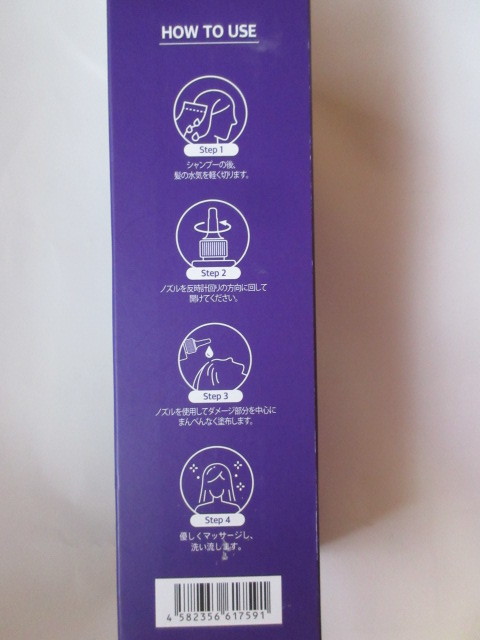 HOW TO USE
Step 1
シャンプーの後、
髪の水気を軽く切ります。
Step 2
ノズルを反時計回りの方向に回して
開けてください。
Step 3
ノズルを使用してダメージ部分を中心に
まんべんなく塗布します。
Step 4
優しくマッサージし、
洗い流します。
4 582356 617591